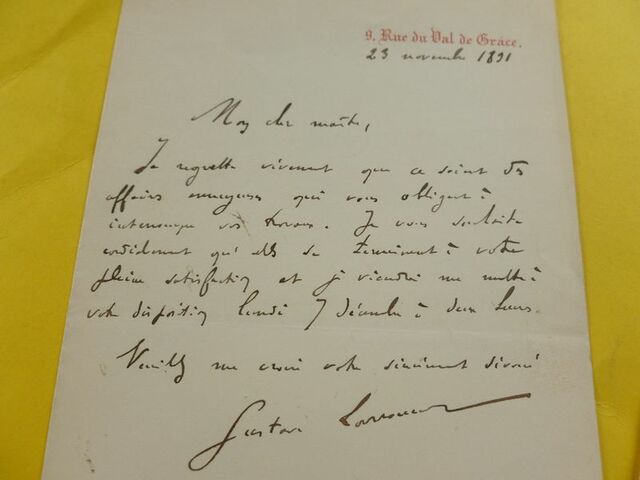 9, Rue du Val de Grâce.
23 novembre 1891
Mon cher maître,
Je regrette vivement que ce soient des
affaires ennuyeuses qui vous obligent à
interrompre vos travaux. Je vous souhaite
cordialement qu'elles se terminent à votre
pleine satisfaction et je viendrai me mettre à
votre disposition lundi 7 décembre à deux heures.
Veuillez me croire votre sincèrement dévoué
Gustave Larroumet